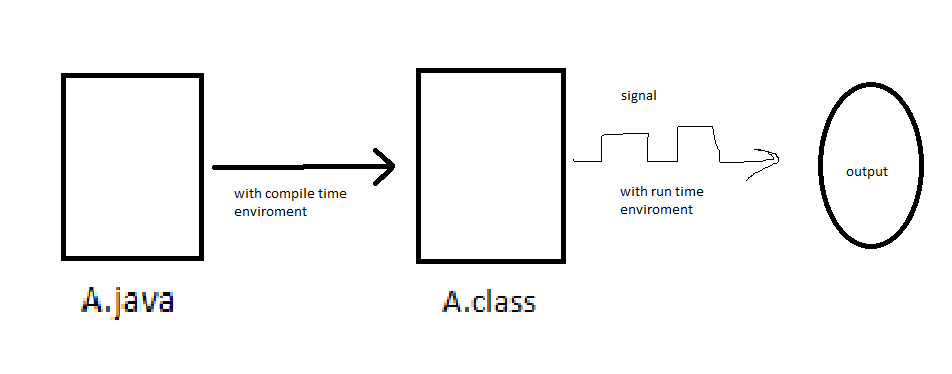 signal
with compile time
enviroment
with run time
enviroment
output
A.java
A.class